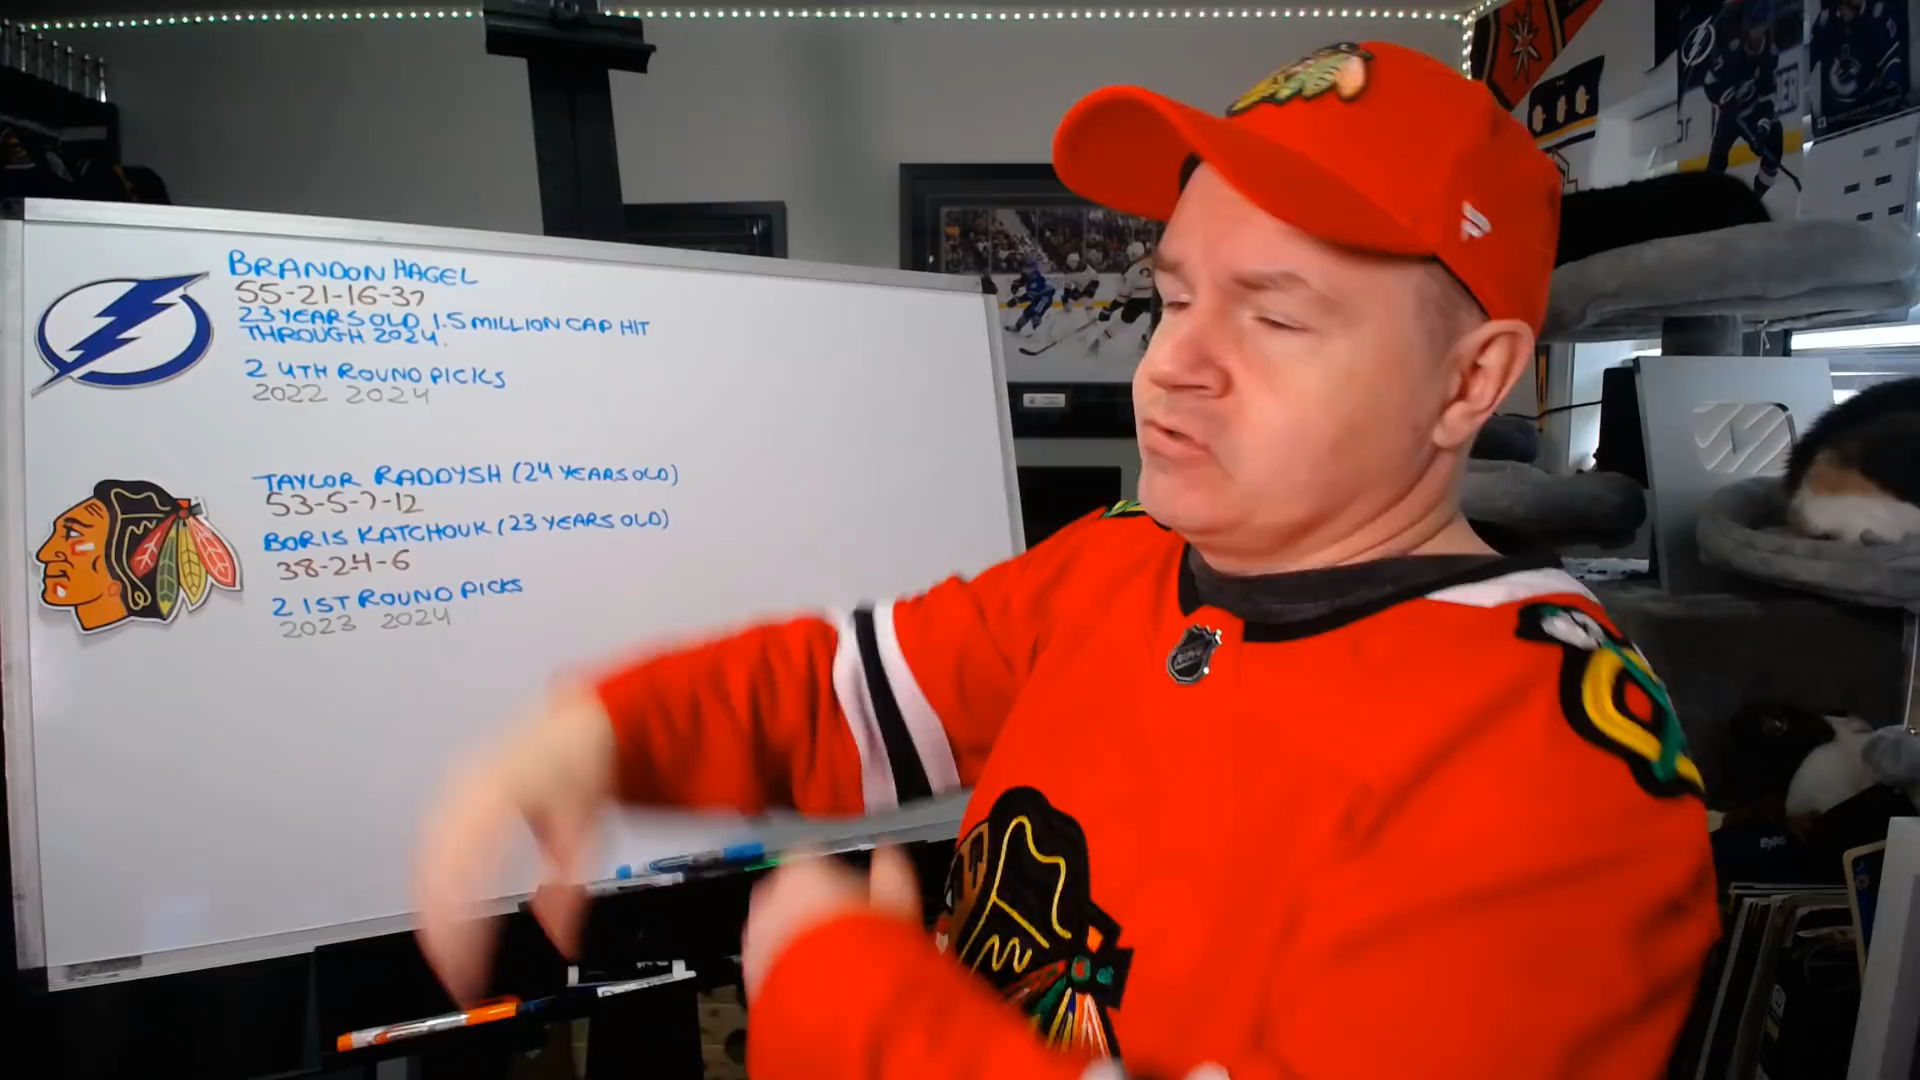 BRANDON HAGEL
55-21-16-37
23 YEARS OLD 1.5 MILLION CAP HIT
THROUGH 2024.
2 4TH ROUND PICKS
2022 2024
TAYLOR RADDYSH (24 YEARS OLD)
53-5-7-12
BORIS KATCHOUK (23 YEARS OLD)
38-2-4-6
2 1ST ROUND PICKS
2023 2024